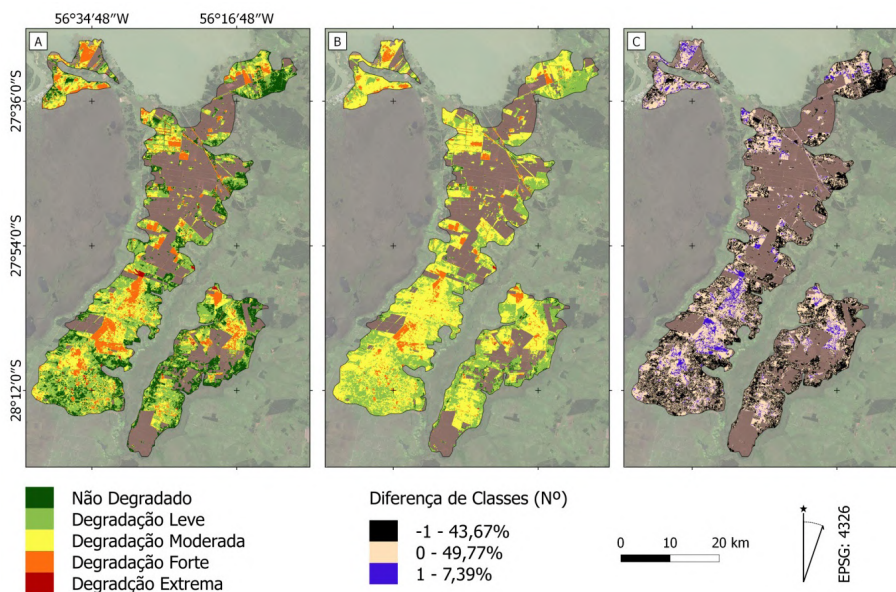 56°34'48"W
56°16'48"W
A
B
C
27°36'0"S
27°54'0"S
28°12'0"S
Não Degradado
Degradação Leve
Degradação Moderada
Degradação Forte
Degradção Extrema
Diferença de Classes (Nº)
-1 - 43,67%
0 - 49,77%
1 - 7,39%
0 10 20 km
EPSG: 4326